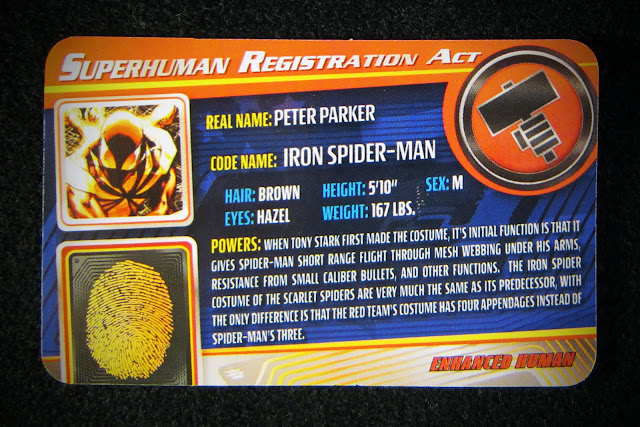 SUPERHUMAN REGISTRATION ACT
REAL NAME: PETER PARKER
CODE NAME: IRON SPIDER-MAN
HAIR: BROWN HEIGHT: 5'10" SEX: M
EYES: HAZEL WEIGHT: 167 LBS.
POWERS: WHEN TONY STARK FIRST MADE THE COSTUME, IT'S INITIAL FUNCTION IS THAT IT
GIVES SPIDER-MAN SHORT RANGE FLIGHT THROUGH MESH WEBBING UNDER HIS ARMS,
RESISTANCE FROM SMALL CALIBER BULLETS, AND OTHER FUNCTIONS. THE IRON SPIDER
COSTUME OF THE SCARLET SPIDERS ARE VERY MUCH THE SAME AS ITS PREDECESSOR, WITH
THE ONLY DIFFERENCE IS THAT THE RED TEAM'S COSTUME HAS FOUR APPENDAGES INSTEAD OF
SPIDER-MAN'S THREE.
ENHANCED HUMAN